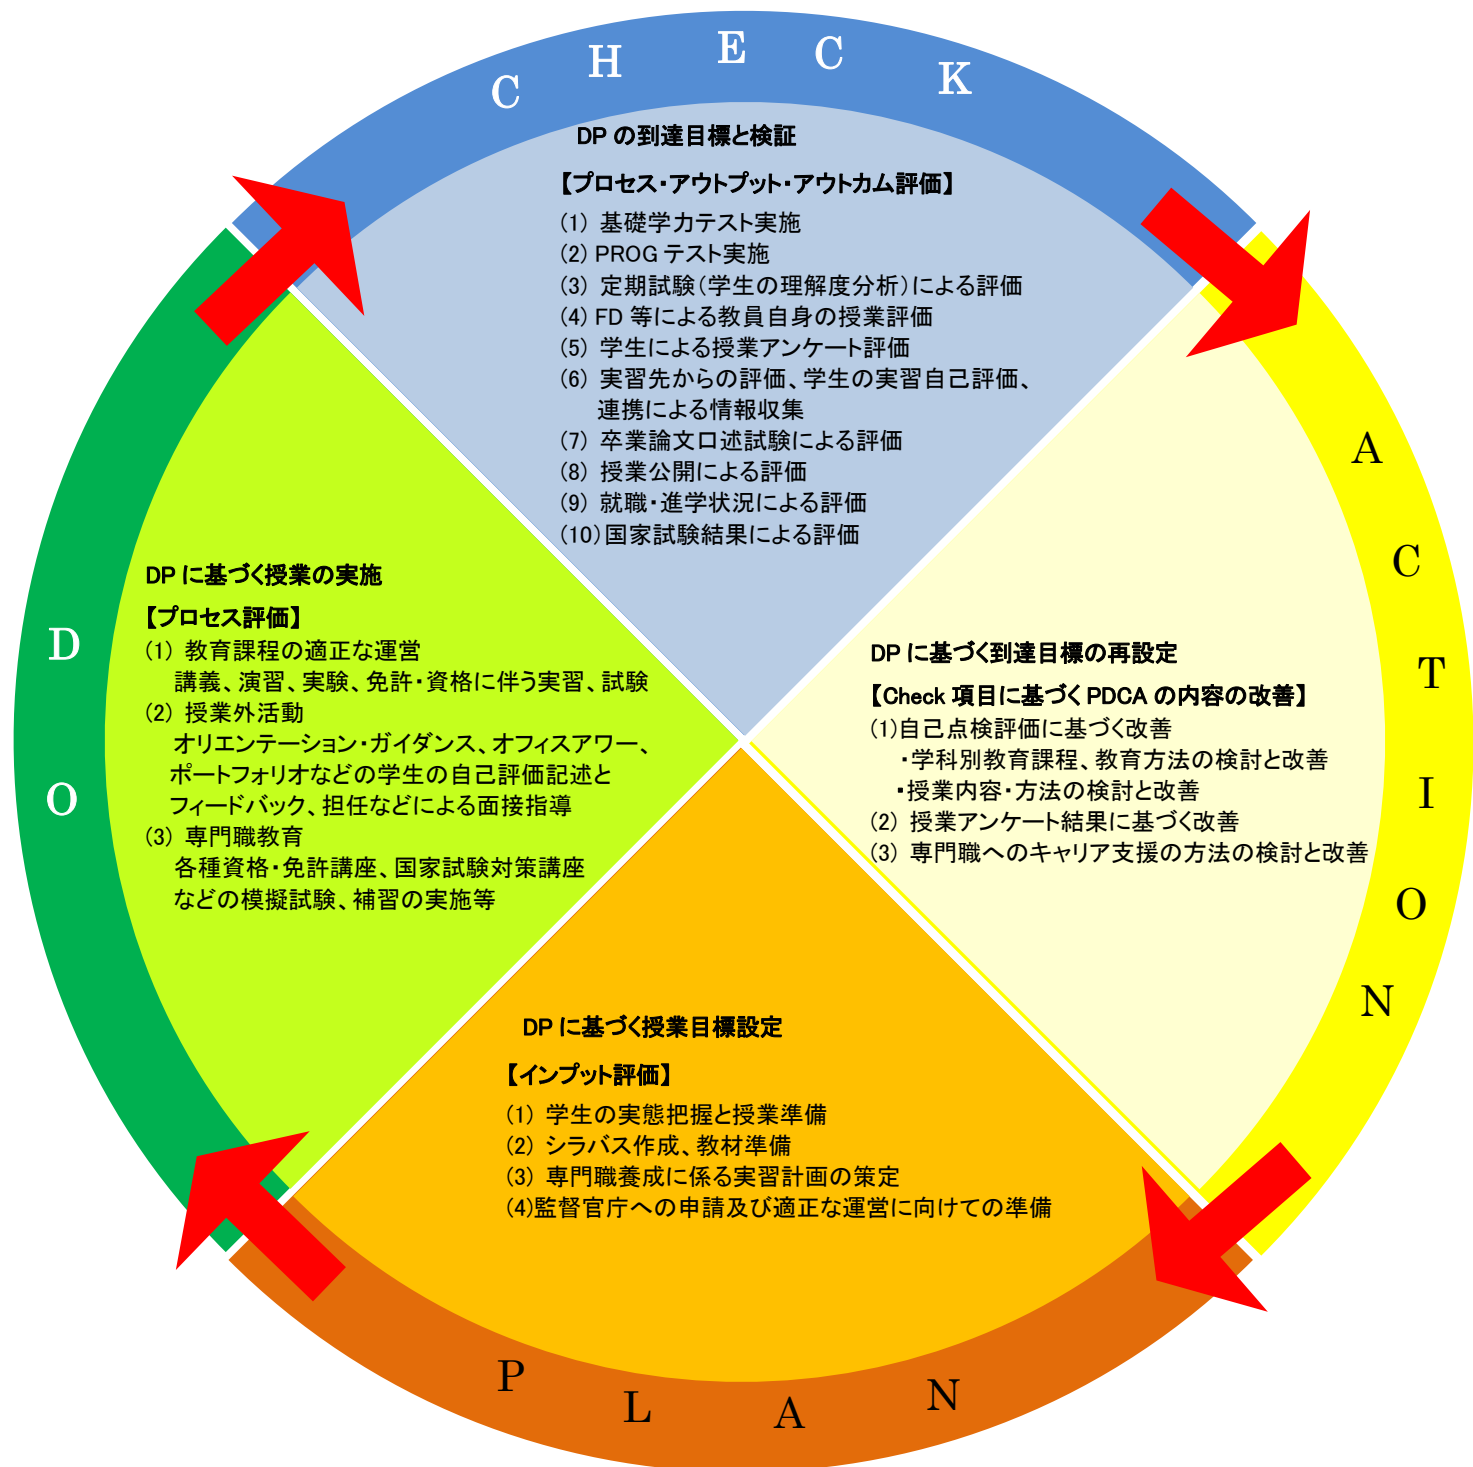 CHECK
DP の到達目標と検証
【プロセス・アウトプット・アウトカム評価】
(1) 基礎学力テスト実施
(2) PROG テスト実施
(3) 定期試験（学生の理解度分析）による評価
(4) FD 等による教員自身の授業評価
(5) 学生による授業アンケート評価
(6) 実習先からの評価、学生の実習自己評価、
連携による情報収集
(7) 卒業論文口述試験による評価
(8) 授業公開による評価
(9) 就職・進学状況による評価
(10)国家試験結果による評価
ACTION
DP に基づく到達目標の再設定
【Check 項目に基づく PDCA の内容の改善】
(1)自己点検評価に基づく改善
・学科別教育課程、教育方法の検討と改善
・授業内容・方法の検討と改善
(2) 授業アンケート結果に基づく改善
(3) 専門職へのキャリア支援の方法の検討と改善
PLAN
DP に基づく授業目標設定
【インプット評価】
(1) 学生の実態把握と授業準備
(2) シラバス作成、教材準備
(3) 専門職養成に係る実習計画の策定
(4)監督官庁への申請及び適正な運営に向けての準備
DO
DP に基づく授業の実施
【プロセス評価】
(1) 教育課程の適正な運営
講義、演習、実験、免許・資格に伴う実習、試験
(2) 授業外活動
オリエンテーション・ガイダンス、オフィスアワー、
ポートフォリオなどの学生の自己評価記述と
フィードバック、担任などによる面接指導
(3) 専門職教育
各種資格・免許講座、国家試験対策講座
などの模擬試験、補習の実施等